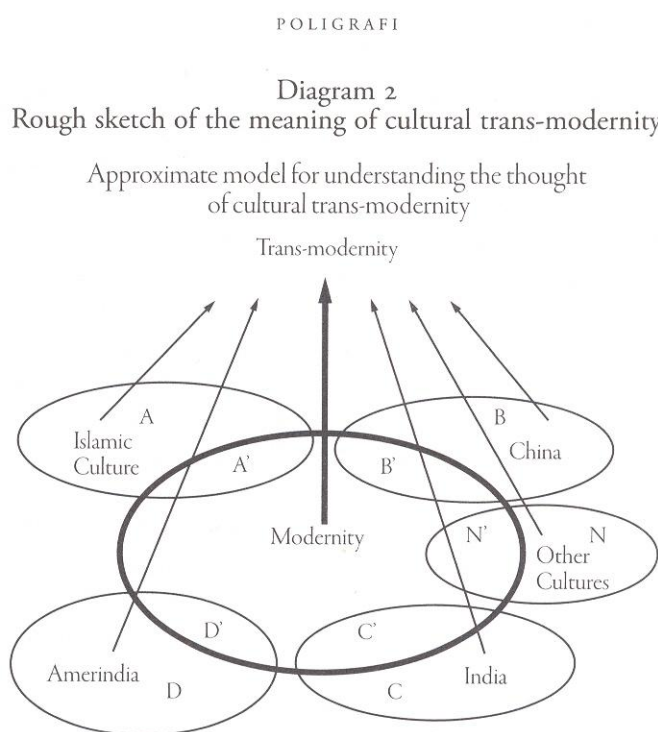 POLIGRAFI
Diagram 2
Rough sketch of the meaning of cultural trans-modernity
Approximate model for understanding the thought
of cultural trans-modernity
Trans-modernity
A
B
Islamic
Culture
China
A'
B'
Modernity
N'
N
Other
Cultures
D'
C'
Amerindia
D
C
India